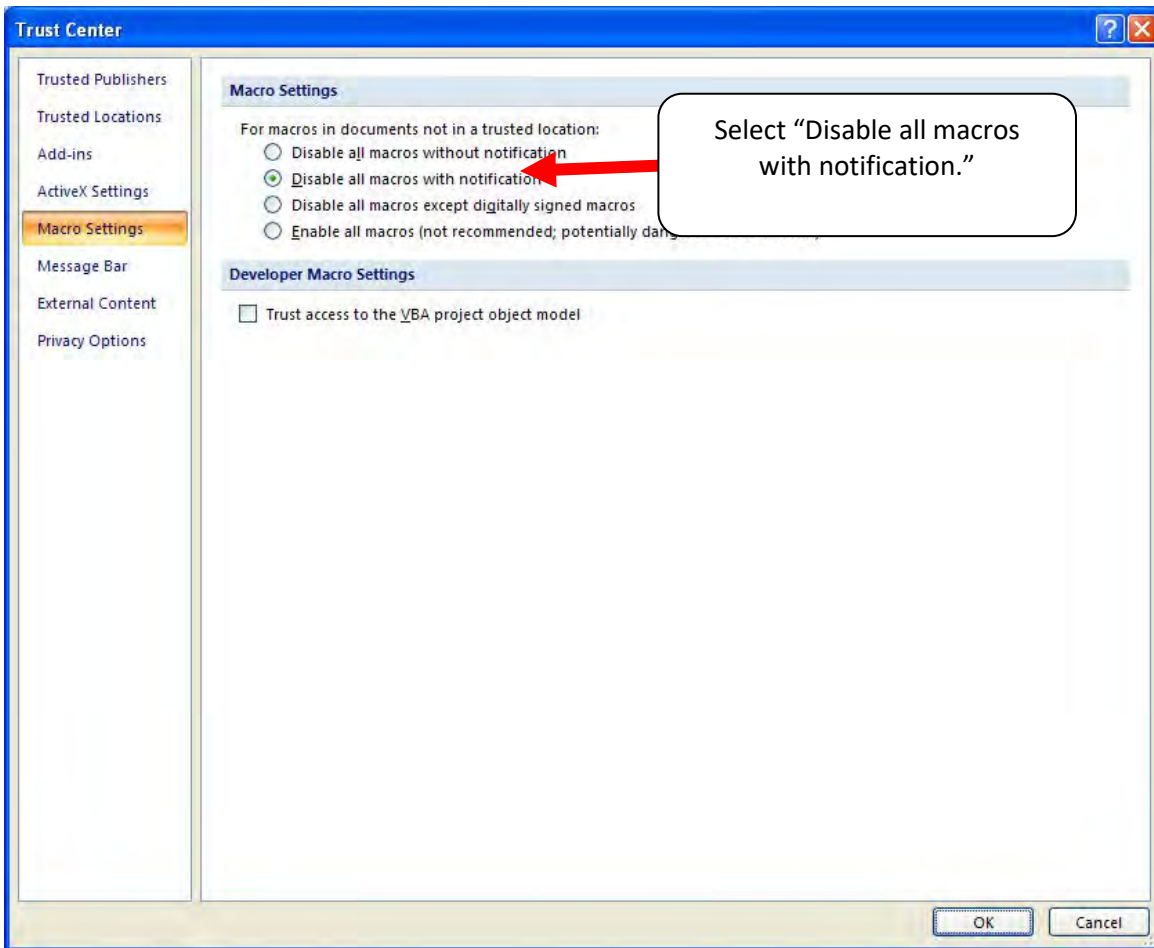 Trust Center
Trusted Publishers
Trusted Locations
Add-ins
ActiveX Settings
Macro Settings
Message Bar
External Content
Privacy Options
Macro Settings
For macros in documents not in a trusted location:
Disable all macros without notification
Disable all macros with notification
Disable all macros except digitally signed macros
Enable all macros (not recommended; potentially
Select “Disable all macros
with notification.”
Developer Macro Settings
Trust access to the VBA project object model
OK
Cancel